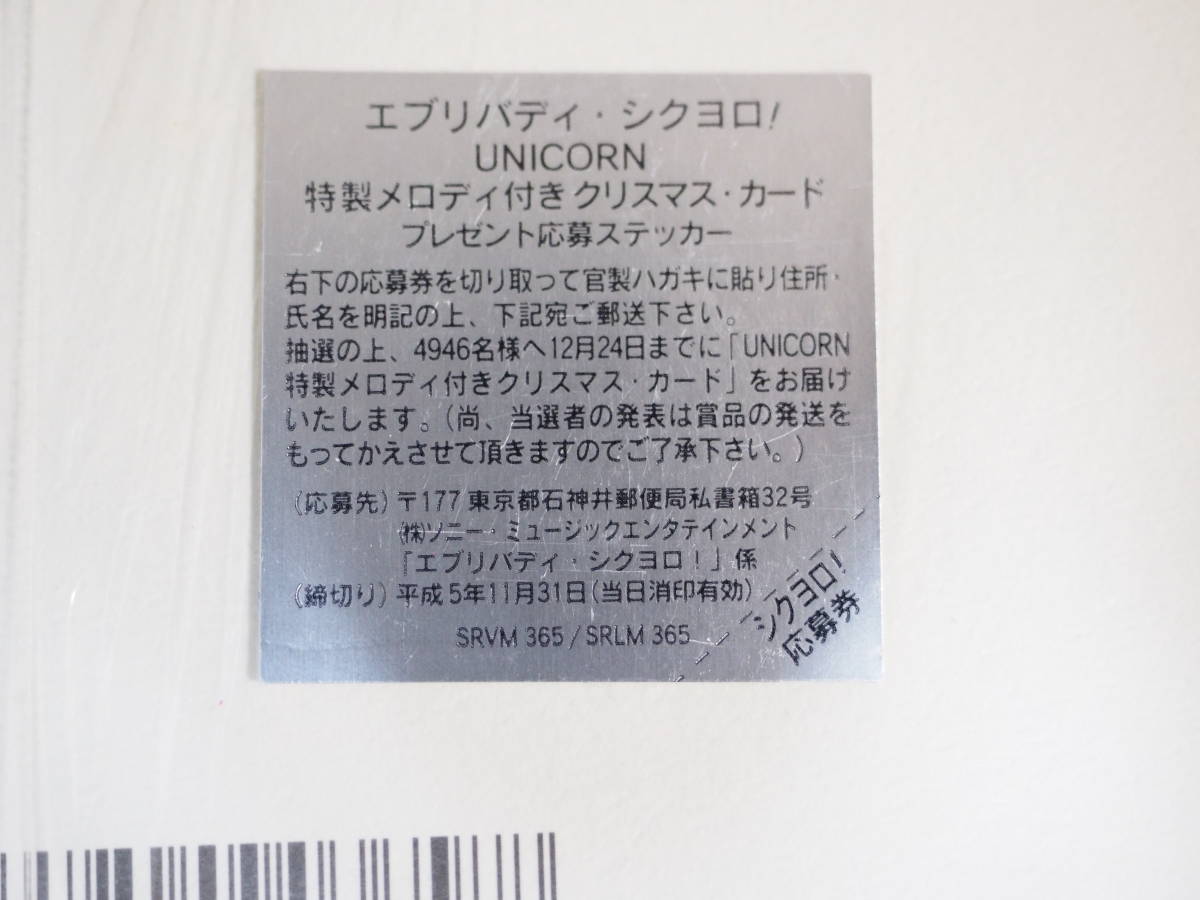 エブリバディ・シクヨロ!
UNICORN
特製メロディ付きクリスマス・カード
プレゼント応募ステッカー
右下の応募券を切り取って官製ハガキに貼り住所・
氏名を明記の上、下記宛ご郵送下さい。
抽選の上、4946名様へ12月24日までに「UNICORN
特製メロディ付きクリスマス・カード」をお届け
いたします。(尚、当選者の発表は賞品の発送を
もってかえさせて頂きますのでご了承下さい。)
(応募先)〒177 東京都石神井郵便局私書箱32号
㈱ソニー・ミュージックエンタテインメント
「エブリバディ・シクヨロ!」係
(締切り)平成5年11月31日(当日消印有効)
SRVM 365/SRLM 365
シクヨロ!
応募券